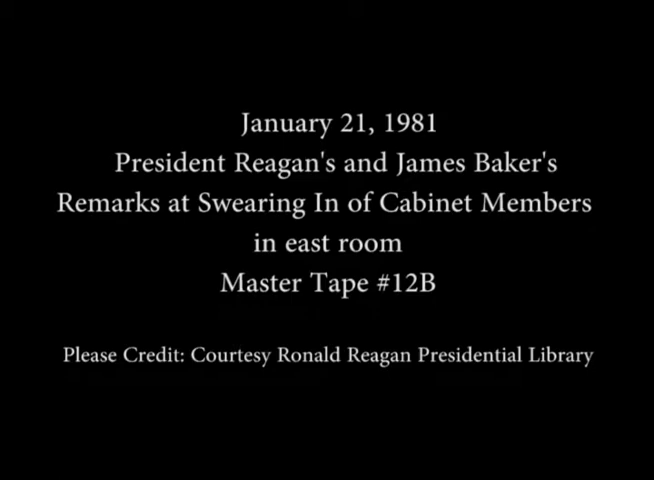 January 21, 1981
President Reagan's and James Baker's
Remarks at Swearing In of Cabinet Members
in east room
Master Tape #12B
Please Credit: Courtesy Ronald Reagan Presidential Library